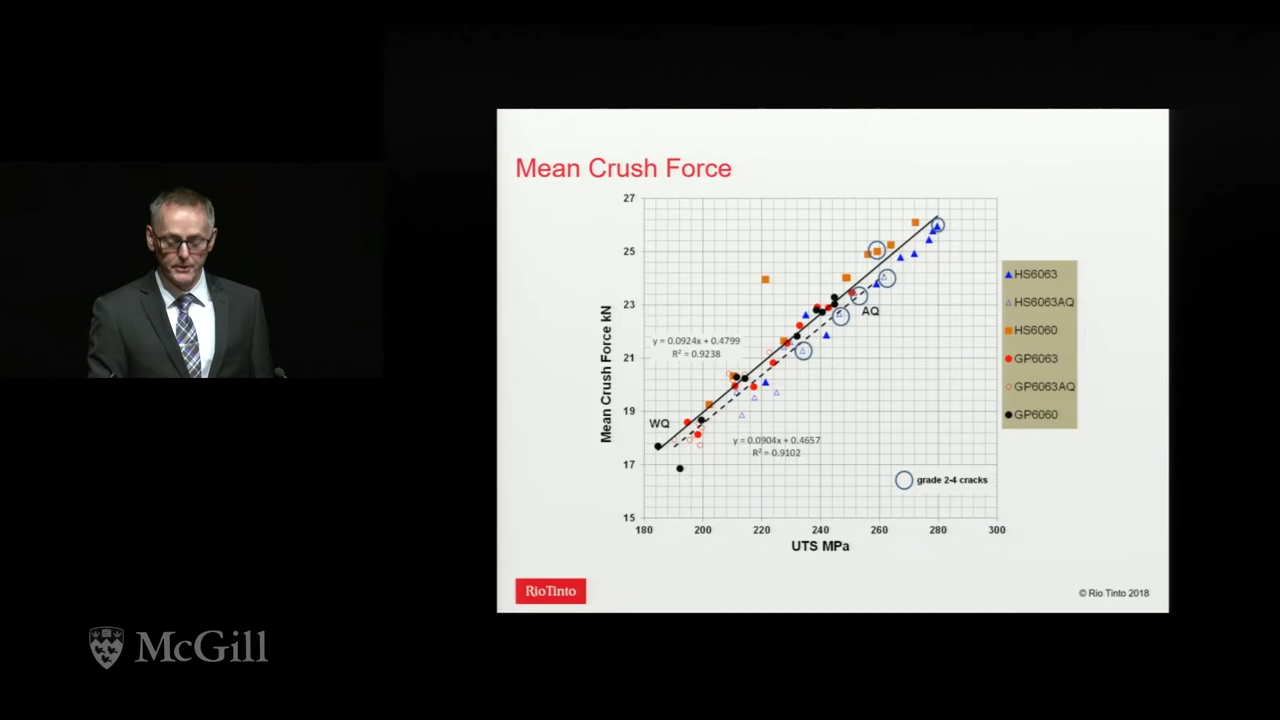 Mean Crush Force
27
25
23
21
19
17
15
Mean Crush Force kN
180
200
220
240
260
280
300
UTS MPa
y = 0.0924x + 0.4799
R² = 0.9238
WQ
y = 0.0904x + 0.4657
R² = 0.9102
AQ
grade 2-4 cracks
HS6063
HS6063AQ
HS6060
GP6063
GP6063AQ
GP6060
RioTinto
© Rio Tinto 2018
McGill